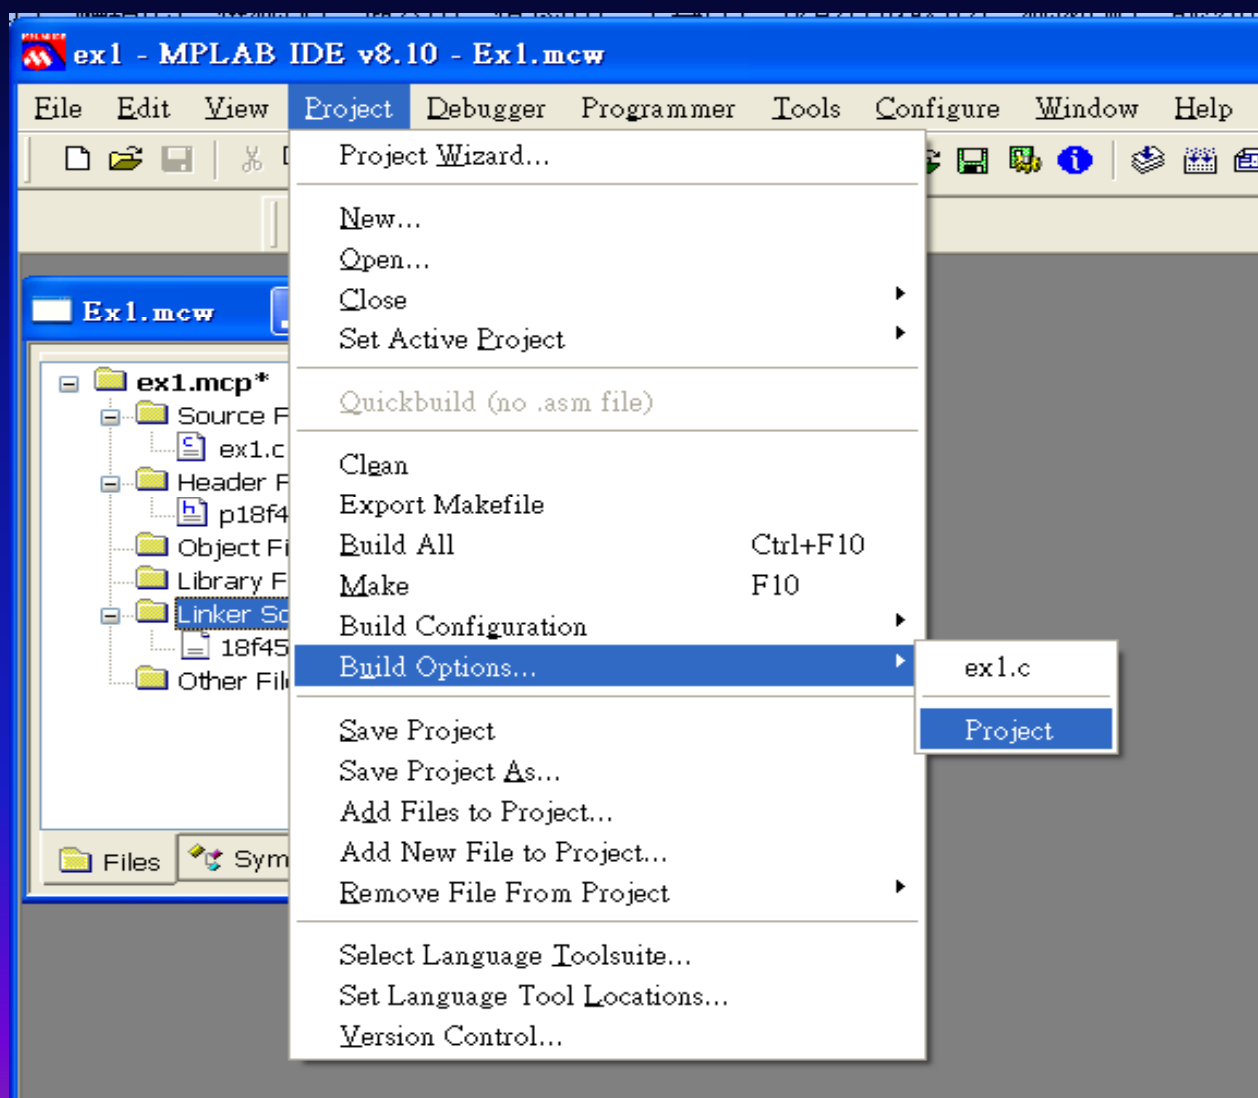 ex1 - MPLAB IDE v8.10 - Ex1.mcw
File Edit View Project Debugger Programmer Tools Configure Window Help
Project Wizard...
New...
Open...
Close
Set Active Project
Quickbuild (no .asm file)
Clean
Export Makefile
Build All Ctrl+F10
Make F10
Build Configuration
Build Options...
ex1.c
Project
Save Project
Save Project As...
Add Files to Project...
Add New File to Project...
Remove File From Project
Select Language Toolsuite...
Set Language Tool Locations...
Version Control...
Ex1.mcw
ex1.mcp*
Source F
ex1.c
Header F
p18f4
Object Fi
Library F
Linker Sc
18f45
Other File
Files Sym